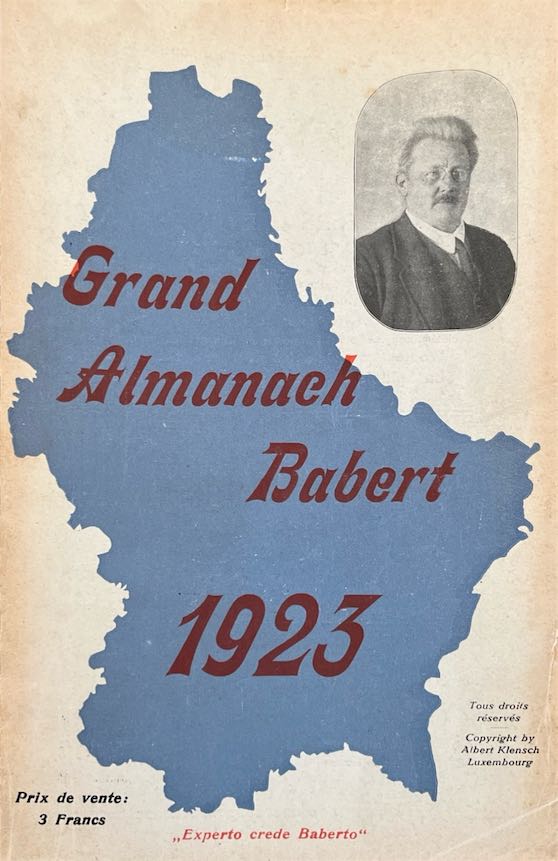 Grand
Almanach
Babert
1923
Tous droits
réservés
Copyright by
Albert Klensch
Luxembourg
Prix de vente:
3 Francs
„Experto crede Baberto“